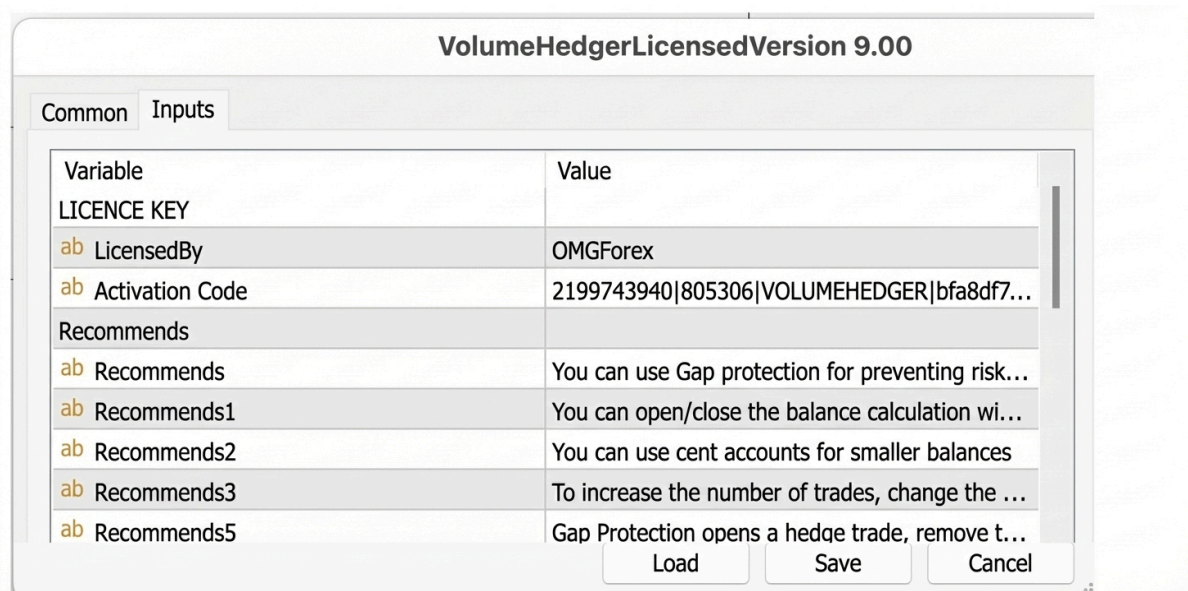 VolumeHedgerLicensedVersion 9.00
Common Inputs
Variable Value
LICENCE KEY
ab LicensedBy OMGForex
ab Activation Code 2199743940|805306|VOLUMEHEDGER|bfa8df7...
Recommends
ab Recommends You can use Gap protection for preventing risk...
ab Recommends1 You can open/close the balance calculation wi...
ab Recommends2 You can use cent accounts for smaller balances
ab Recommends3 To increase the number of trades, change the ...
ab Recommends5 Gap Protection opens a hedge trade, remove t...
Load Save Cancel